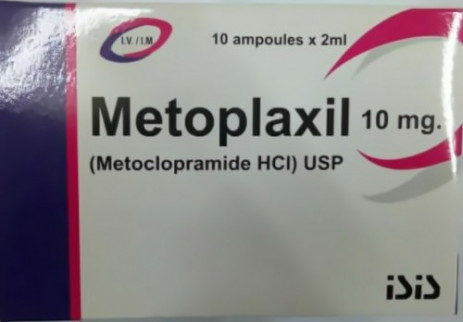 I.V. / I.M
10 ampoules x 2ml
Metoplaxil 10 mg.
(Metoclopramide HCl) USP
isis